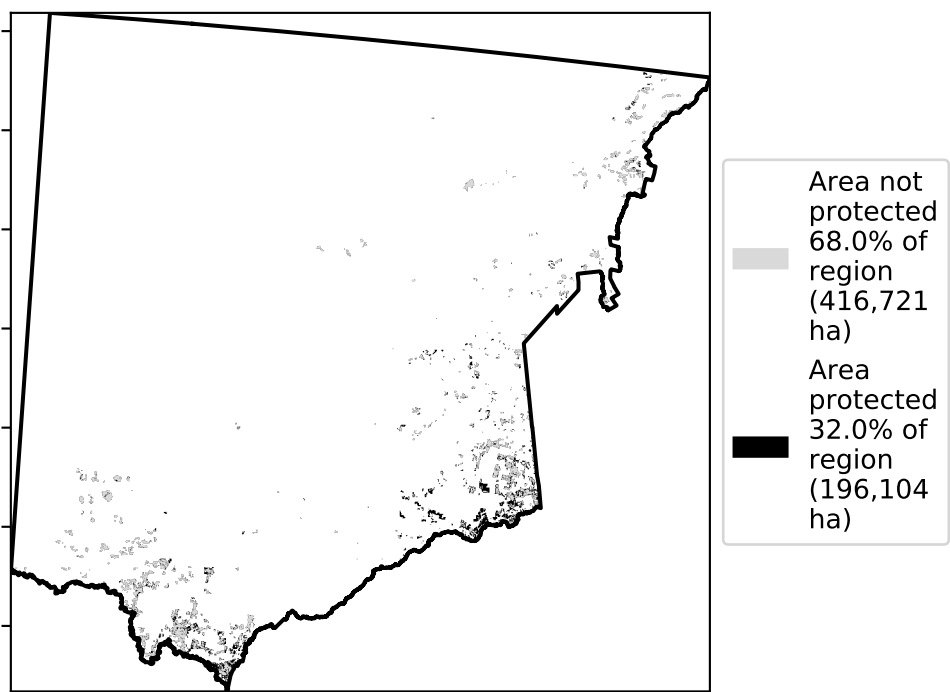 Area not
protected
68.0% of
region
(416,721
ha)
Area
protected
32.0% of
region
(196,104
ha)